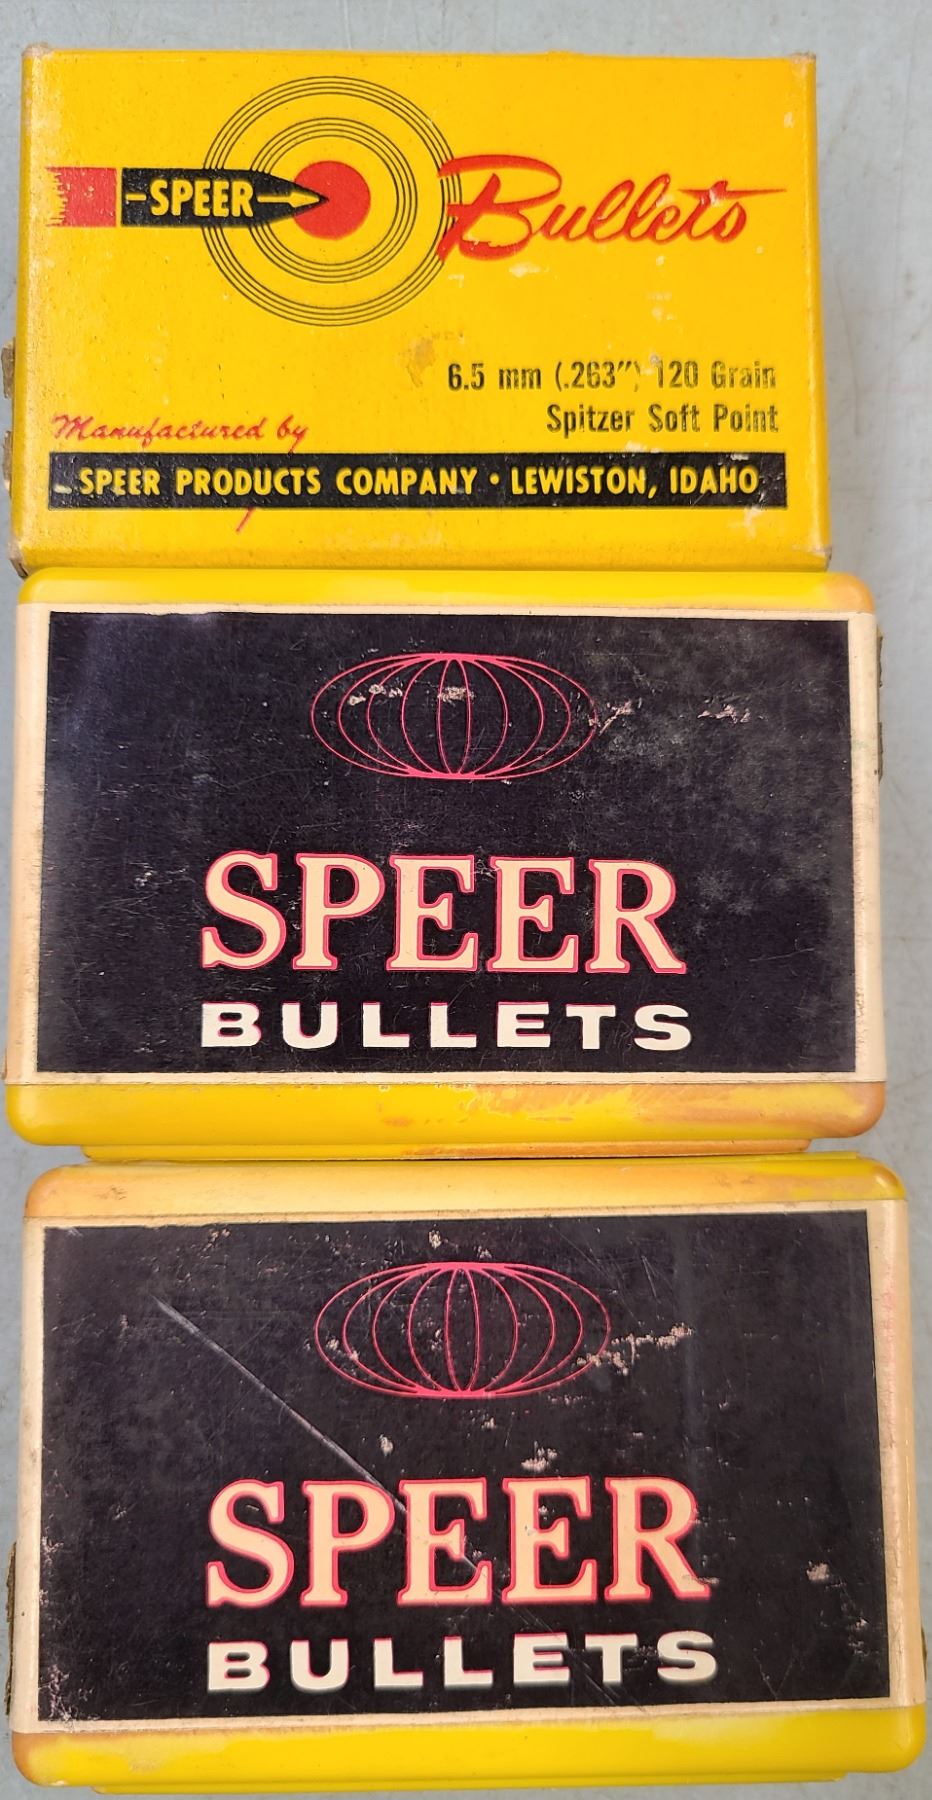 SPEER Bullets
6.5 mm (.263") 120 Grain
Spitzer Soft Point
Manufactured by
SPEER PRODUCTS COMPANY • LEWISTON, IDAHO
SPEER
BULLETS
SPEER
BULLETS